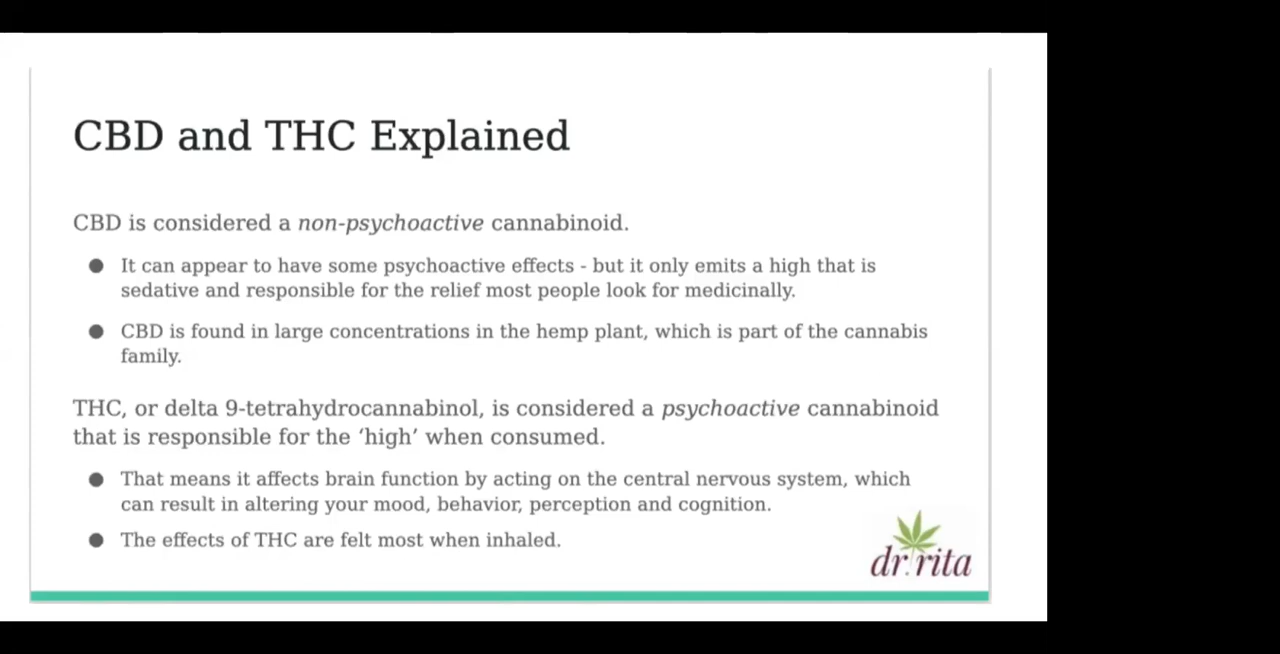 CBD and THC Explained
CBD is considered a non-psychoactive cannabinoid.
● It can appear to have some psychoactive effects - but it only emits a high that is
sedative and responsible for the relief most people look for medicinally.
● CBD is found in large concentrations in the hemp plant, which is part of the cannabis
family.
THC, or delta 9-tetrahydrocannabinol, is considered a psychoactive cannabinoid
that is responsible for the ‘high’ when consumed.
● That means it affects brain function by acting on the central nervous system, which
can result in altering your mood, behavior, perception and cognition.
● The effects of THC are felt most when inhaled.
dr. rita